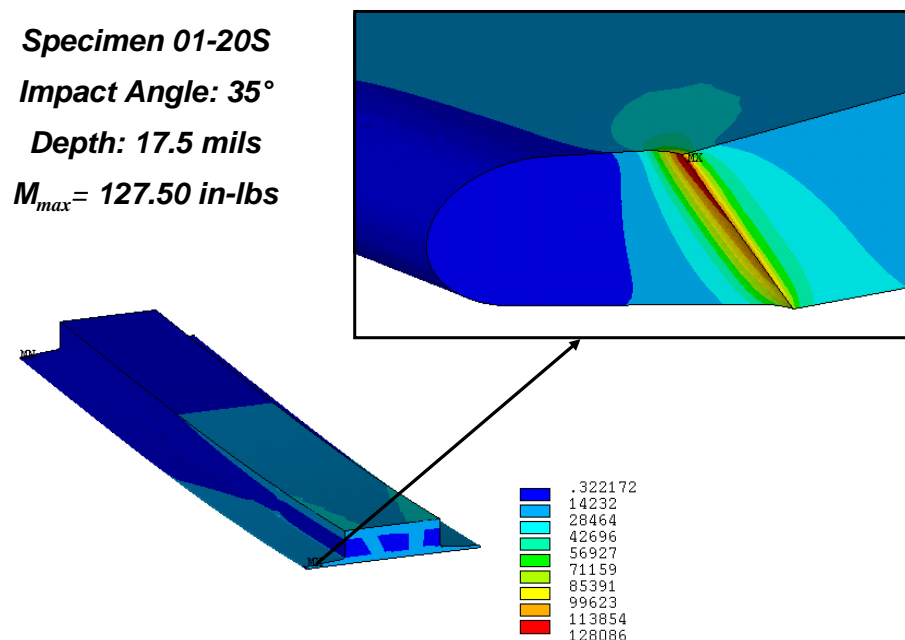 Specimen 01-20S
Impact Angle: 35°
Depth: 17.5 mils
Mmax= 127.50 in-lbs
MX
MN
.322172
14232
28464
42696
56927
71159
85391
99623
113854
128086